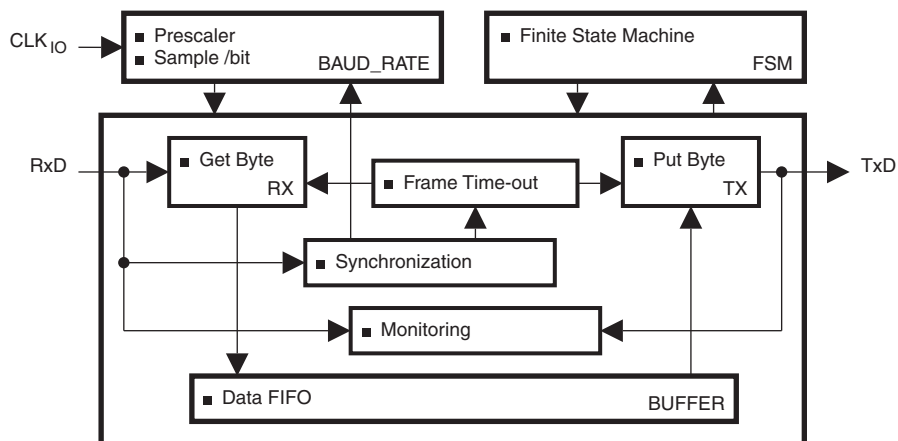 CLK IO
■ Prescaler
■ Sample /bit
BAUD_RATE
■ Finite State Machine
FSM
RxD
■ Get Byte
RX
■ Frame Time-out
■ Put Byte
TX
TxD
■ Synchronization
■ Monitoring
■ Data FIFO
BUFFER